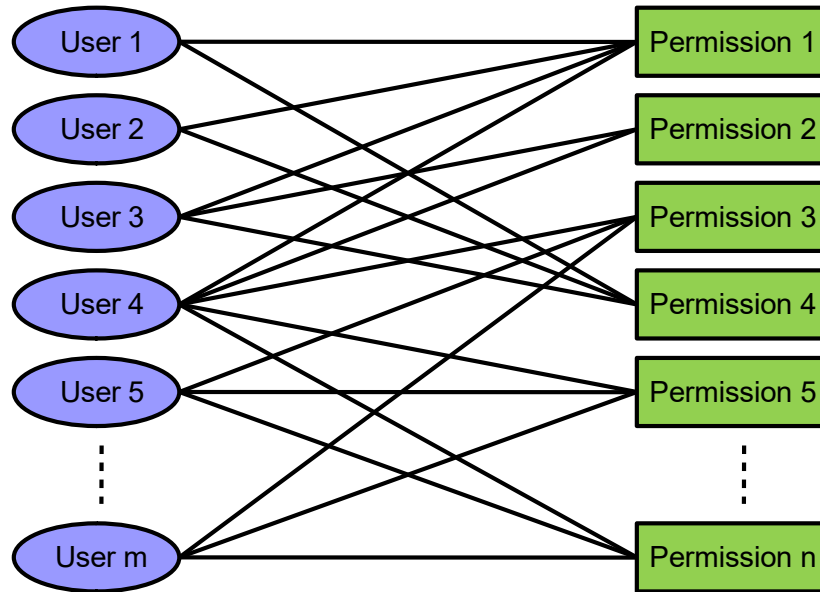 User 1
Permission 1
User 2
Permission 2
User 3
Permission 3
User 4
Permission 4
User 5
Permission 5
User m
Permission n